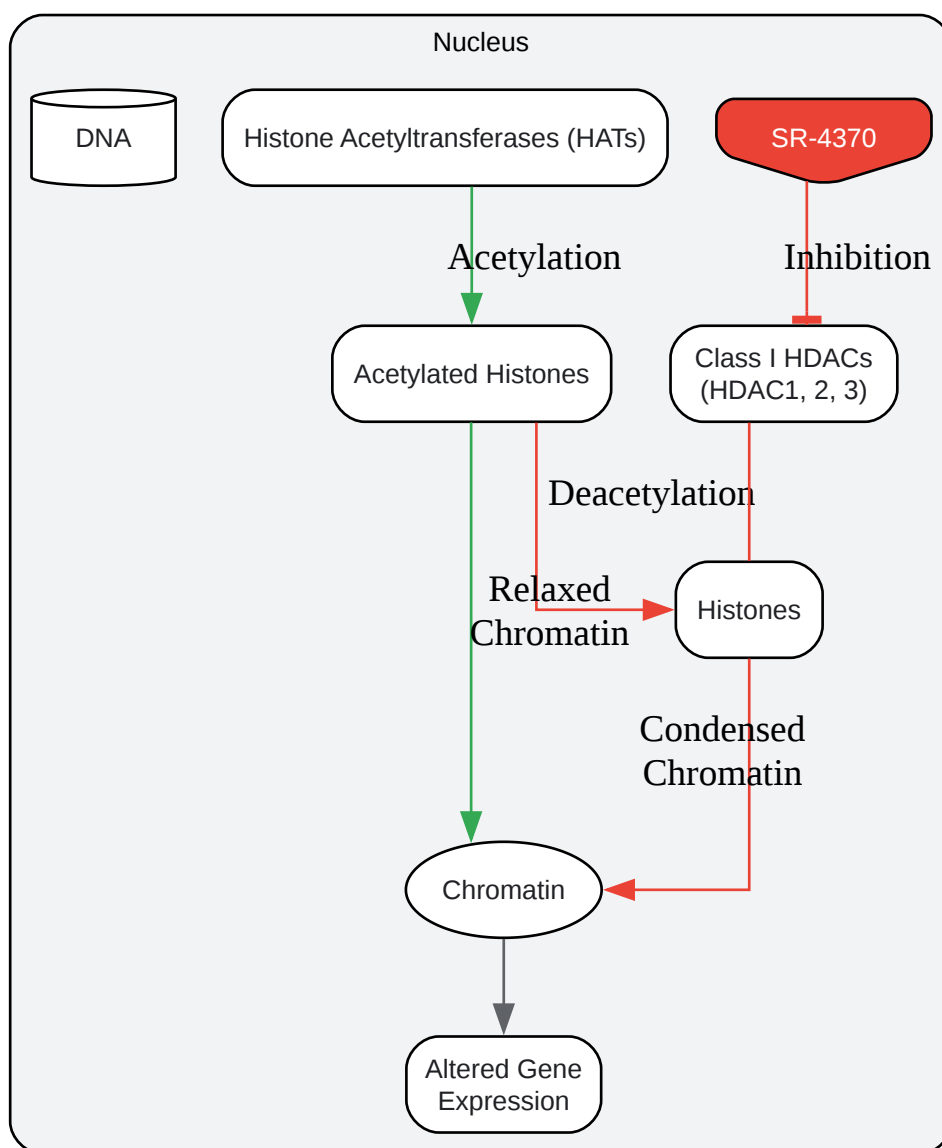 Nucleus
DNA
Histone Acetyltransferases (HATs)
SR-4370
Acetylation
Inhibition
Acetylated Histones
Class I HDACs
(HDAC1, 2, 3)
Deacetylation
Relaxed
Chromatin
Histones
Condensed
Chromatin
Chromatin
Altered Gene
Expression